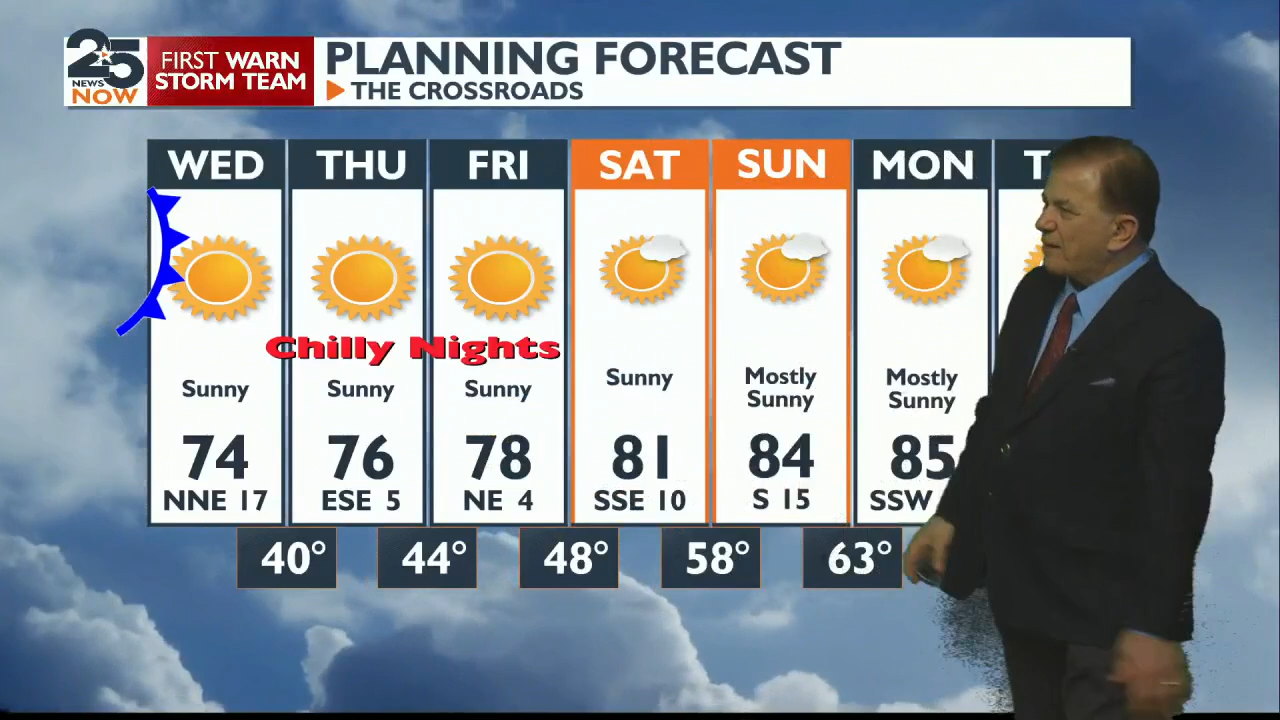 25
NEWS
NOW
FIRST WARN
STORM TEAM
PLANNING FORECAST
THE CROSSROADS
WED THU FRI SAT SUN MON
Chilly Nights
Sunny Sunny Sunny Sunny Mostly Sunny Mostly Sunny
74 76 78 81 84 85
NNE 17 ESE 5 NE 4 SSE 10 S 15 SSW
40° 44° 48° 58° 63°